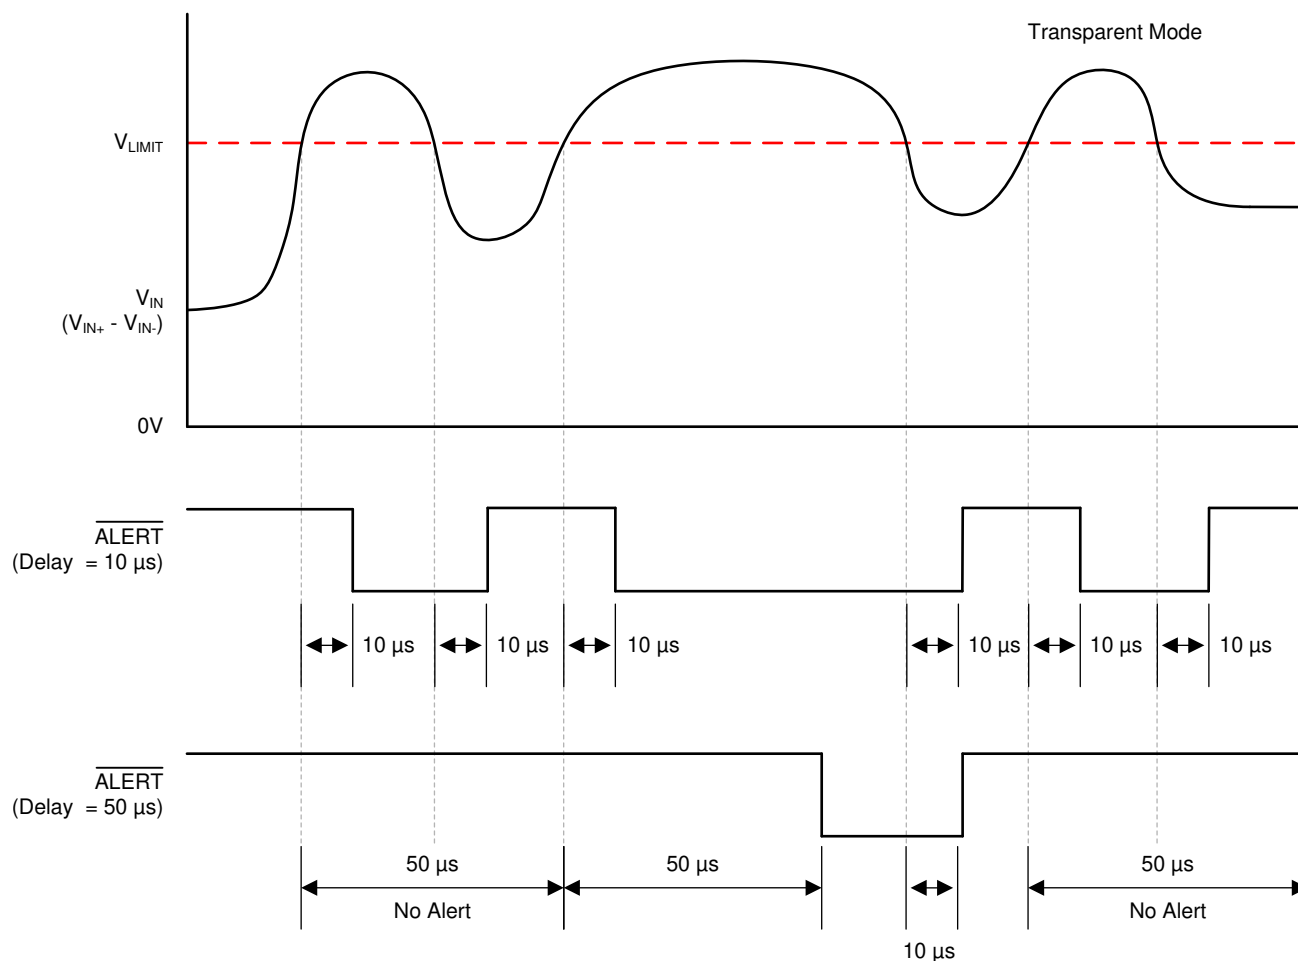 Transparent Mode
VLIMIT
VIN
(VIN+ - VIN-)
0V
ALERT
(Delay = 10 µs)
10 µs
10 µs
10 µs
10 µs
10 µs
10 µs
ALERT
(Delay = 50 µs)
50 µs
50 µs
50 µs
No Alert
No Alert
10 µs